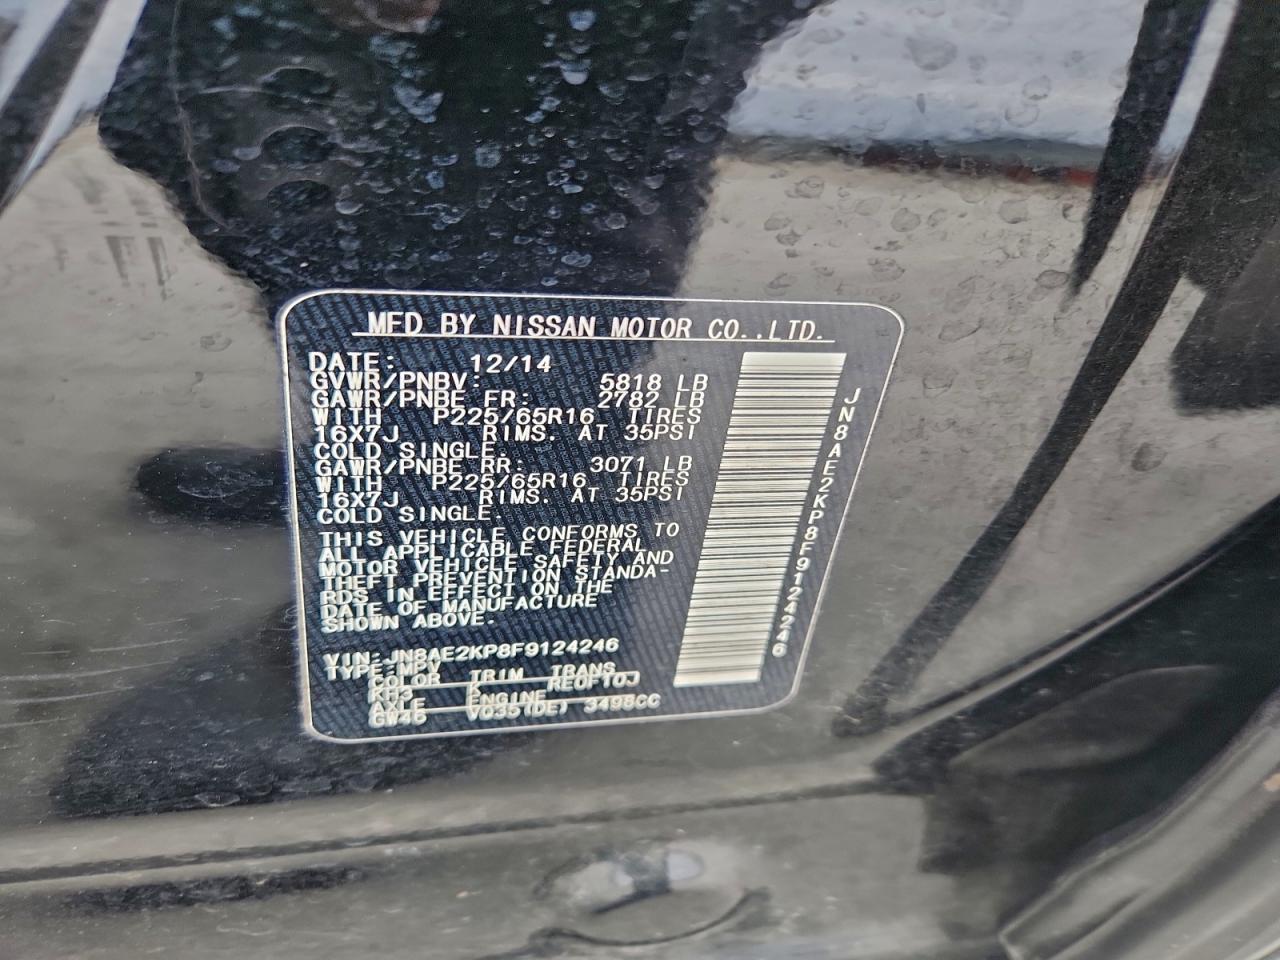 MFD BY NISSAN MOTOR CO.,LTD.
DATE: 12/14
GVWR/PNBV: 5818 LB
GAWR/PNBE FR: 2782 LB
WITH P225/65R16 TIRES
16X7J RIMS. AT 35PSI
COLD SINGLE.
GAWR/PNBE RR: 3071 LB
WITH P225/65R16 TIRES
16X7J RIMS. AT 35PSI
COLD SINGLE.
THIS VEHICLE CONFORMS TO
ALL APPLICABLE FEDERAL
MOTOR VEHICLE SAFETY AND
THEFT PREVENTION STANDA-
RDS IN EFFECT ON THE
DATE OF MANUFACTURE
SHOWN ABOVE.
VIN:JN8AE2KP8F9124246
TYPE:MPV
COLOR TRIM TRANS
KH3 K RE0F10J
AXLE ENGINE
GW46 VQ35(DE) 3498CC
JN8AE2KP8F9124246